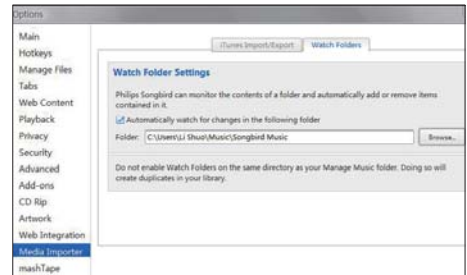 Options
Main
Hotkeys
Manage Files
Tabs
Web Content
Playback
Privacy
Security
Advanced
Add-ons
CD Rip
Artwork
Web Integration
Media Importer
mashTape
iTunes Import/Export
Watch Folders
Watch Folder Settings
Philips Songbird can monitor the contents of a folder and automatically add or remove items
contained in it.
Automatically watch for changes in the following folder
Folder: C:\Users\Li Shuo\Music\Songbird Music
Browse...
Do not enable Watch Folders on the same directory as your Manage Music folder. Doing so will
create duplicates in your library.